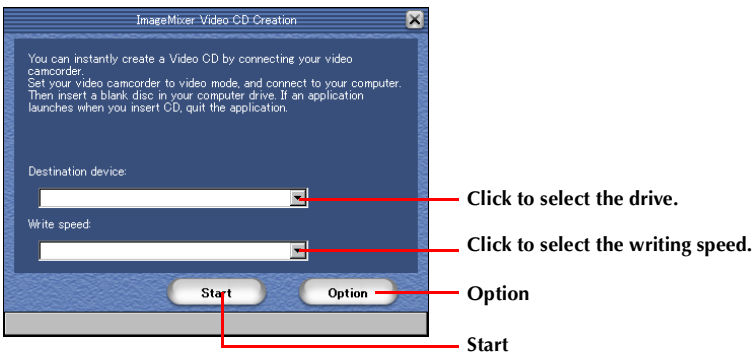 ImageMixer Video CD Creation
You can instantly create a Video CD by connecting your video
camcorder.
Set your video camcorder to video mode, and connect to your computer.
Then insert a blank disc in your computer drive. If an application
launches when you insert CD, quit the application.
Destination device:
Click to select the drive.
Write speed:
Click to select the writing speed.
Start
Option
Option
Start